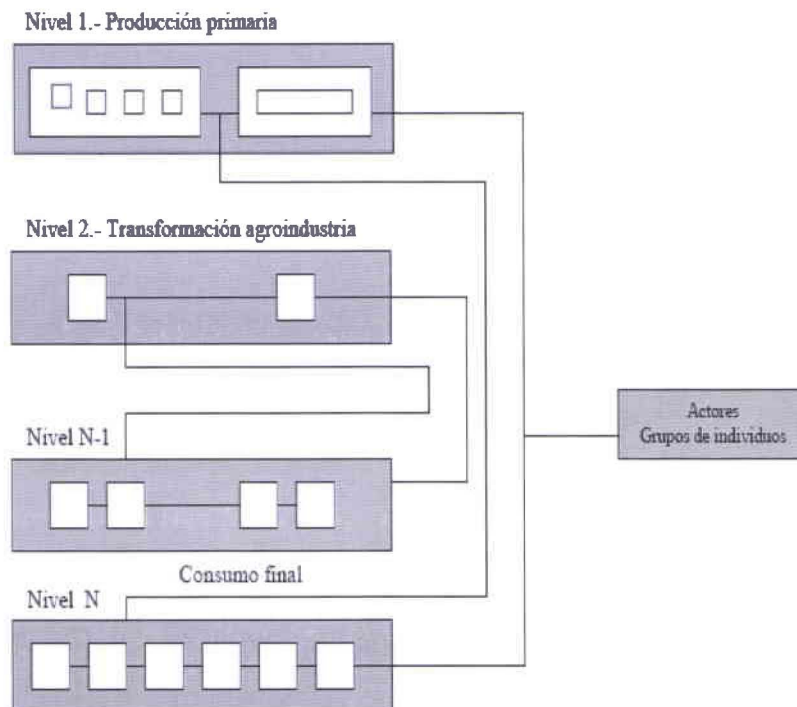 Nivel 1.- Producción primaria
Nivel 2.- Transformación agroindustria
Nivel N-1
Actores
Grupos de individuos
Consumo final
Nivel N